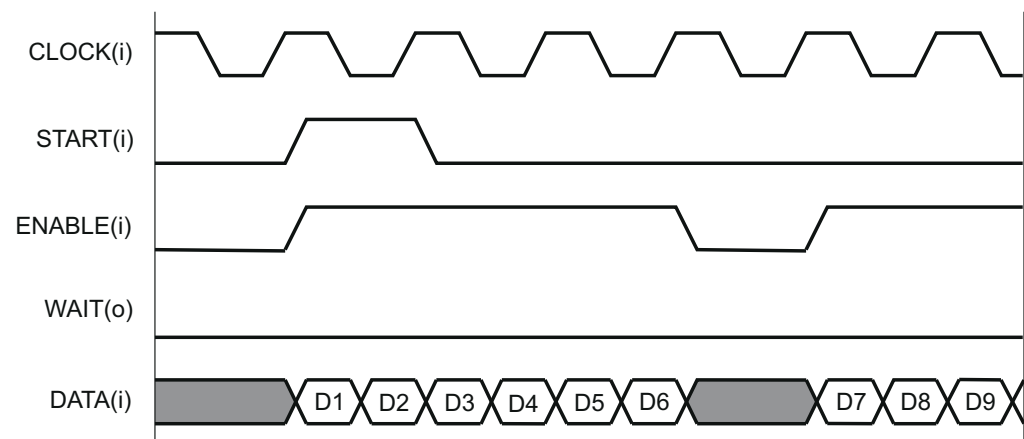 CLOCK(i)
START(i)
ENABLE(i)
WAIT(o)
DATA(i) D1 D2 D3 D4 D5 D6 D7 D8 D9